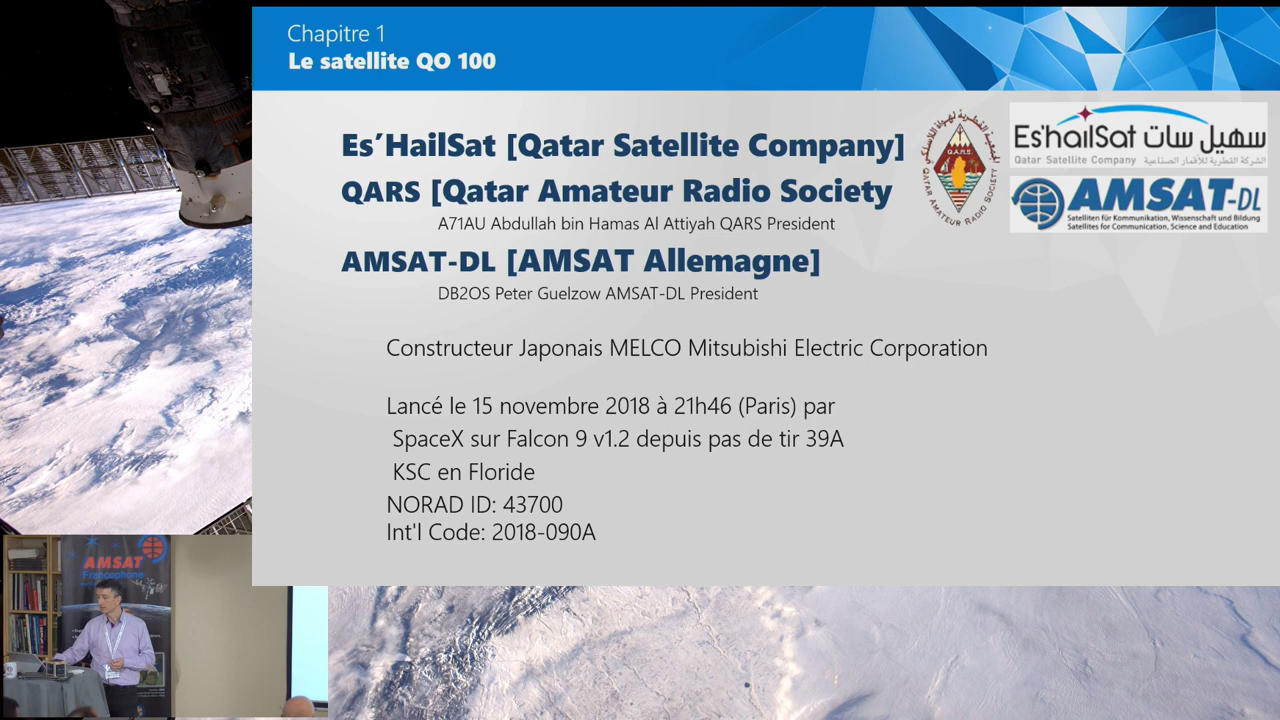 Chapitre 1
Le satellite QO 100
Es’HailSat [Qatar Satellite Company]
QARS [Qatar Amateur Radio Society
A71AU Abdullah bin Hamas Al Attiyah QARS President
AMSAT-DL [AMSAT Allemagne]
DB2OS Peter Guelzow AMSAT-DL President
Constructeur Japonais MELCO Mitsubishi Electric Corporation
Lancé le 15 novembre 2018 à 21h46 (Paris) par
SpaceX sur Falcon 9 v1.2 depuis pas de tir 39A
KSC en Floride
NORAD ID: 43700
Int'l Code: 2018-090A
Q.A.R.S.
QATAR AMATEUR RADIO SOCIETY
Es'hailSat سهيل سات
Qatar Satellite Company الشركة القطرية للأقمار الصناعية
AMSAT-DL
Satelliten für Kommunikation, Wissenschaft und Bildung
Satellites for Communication, Science and Education
AMSAT
Francophone